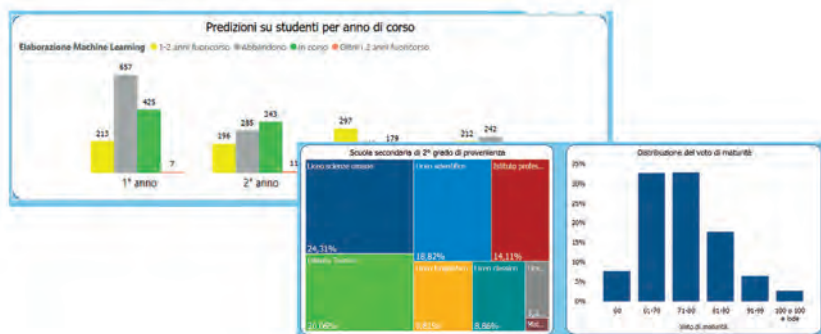 Predizioni su studenti per anno di corso
Elaborazione Machine Learning 1-2 anni fuoricorso Abbandono In corso Oltre i 2 anni fuoricorso
657
425
213
7
1° anno
196
285
243
11
2° anno
297
179
212
242
Scuola secondaria di 2° grado di provenienza
Liceo scienze umane
24,31%
Liceo scientifico
18,82%
Istituto profes...
14,11%
Liceo classico
8,66%
Distribuzione del voto di maturità
35%
30%
25%
20%
15%
10%
5%
0%
60
61-70
71-80
81-90
91-99
100 o 100 e lode
Voto di maturità